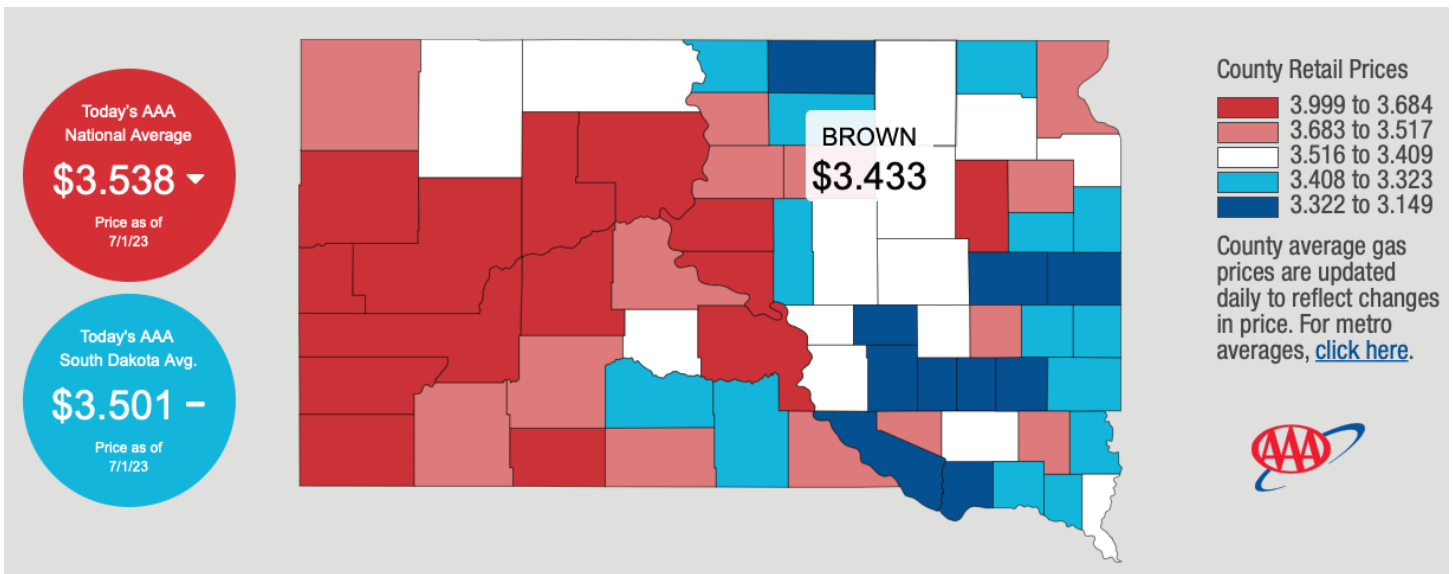 Today's AAA
National Average
$3.538
Price as of
7/1/23
Today's AAA
South Dakota Avg.
$3.501 –
Price as of
7/1/23
BROWN
$3.433
County Retail Prices
3.999 to 3.684
3.683 to 3.517
3.516 to 3.409
3.408 to 3.323
3.322 to 3.149
County average gas
prices are updated
daily to reflect changes
in price. For metro
averages, click here.
AAA